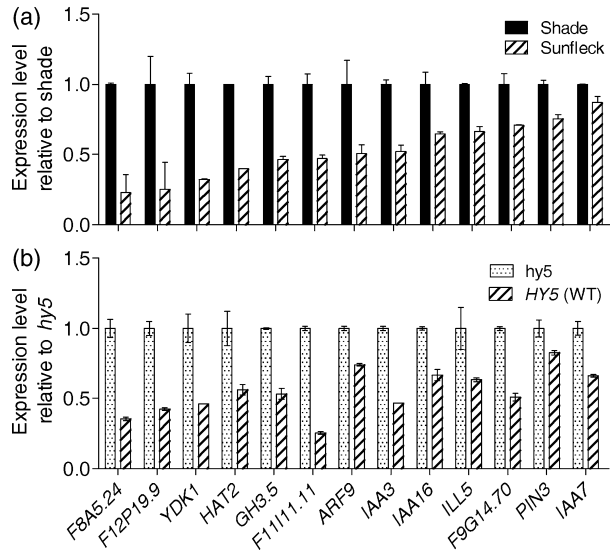 (a)
Expression level
relative to shade
1.5
1.0
0.5
0.0
Shade
Sunfleck
(b)
Expression level
relative to hy5
1.5
1.0
0.5
0.0
hy5
HY5 (WT)
F8A5.24
F12P19.9
YDK1
HAT2
GH3.5
F11I11.11
ARF9
IAA3
IAA16
ILL5
F9G14.70
PIN3
IAA7